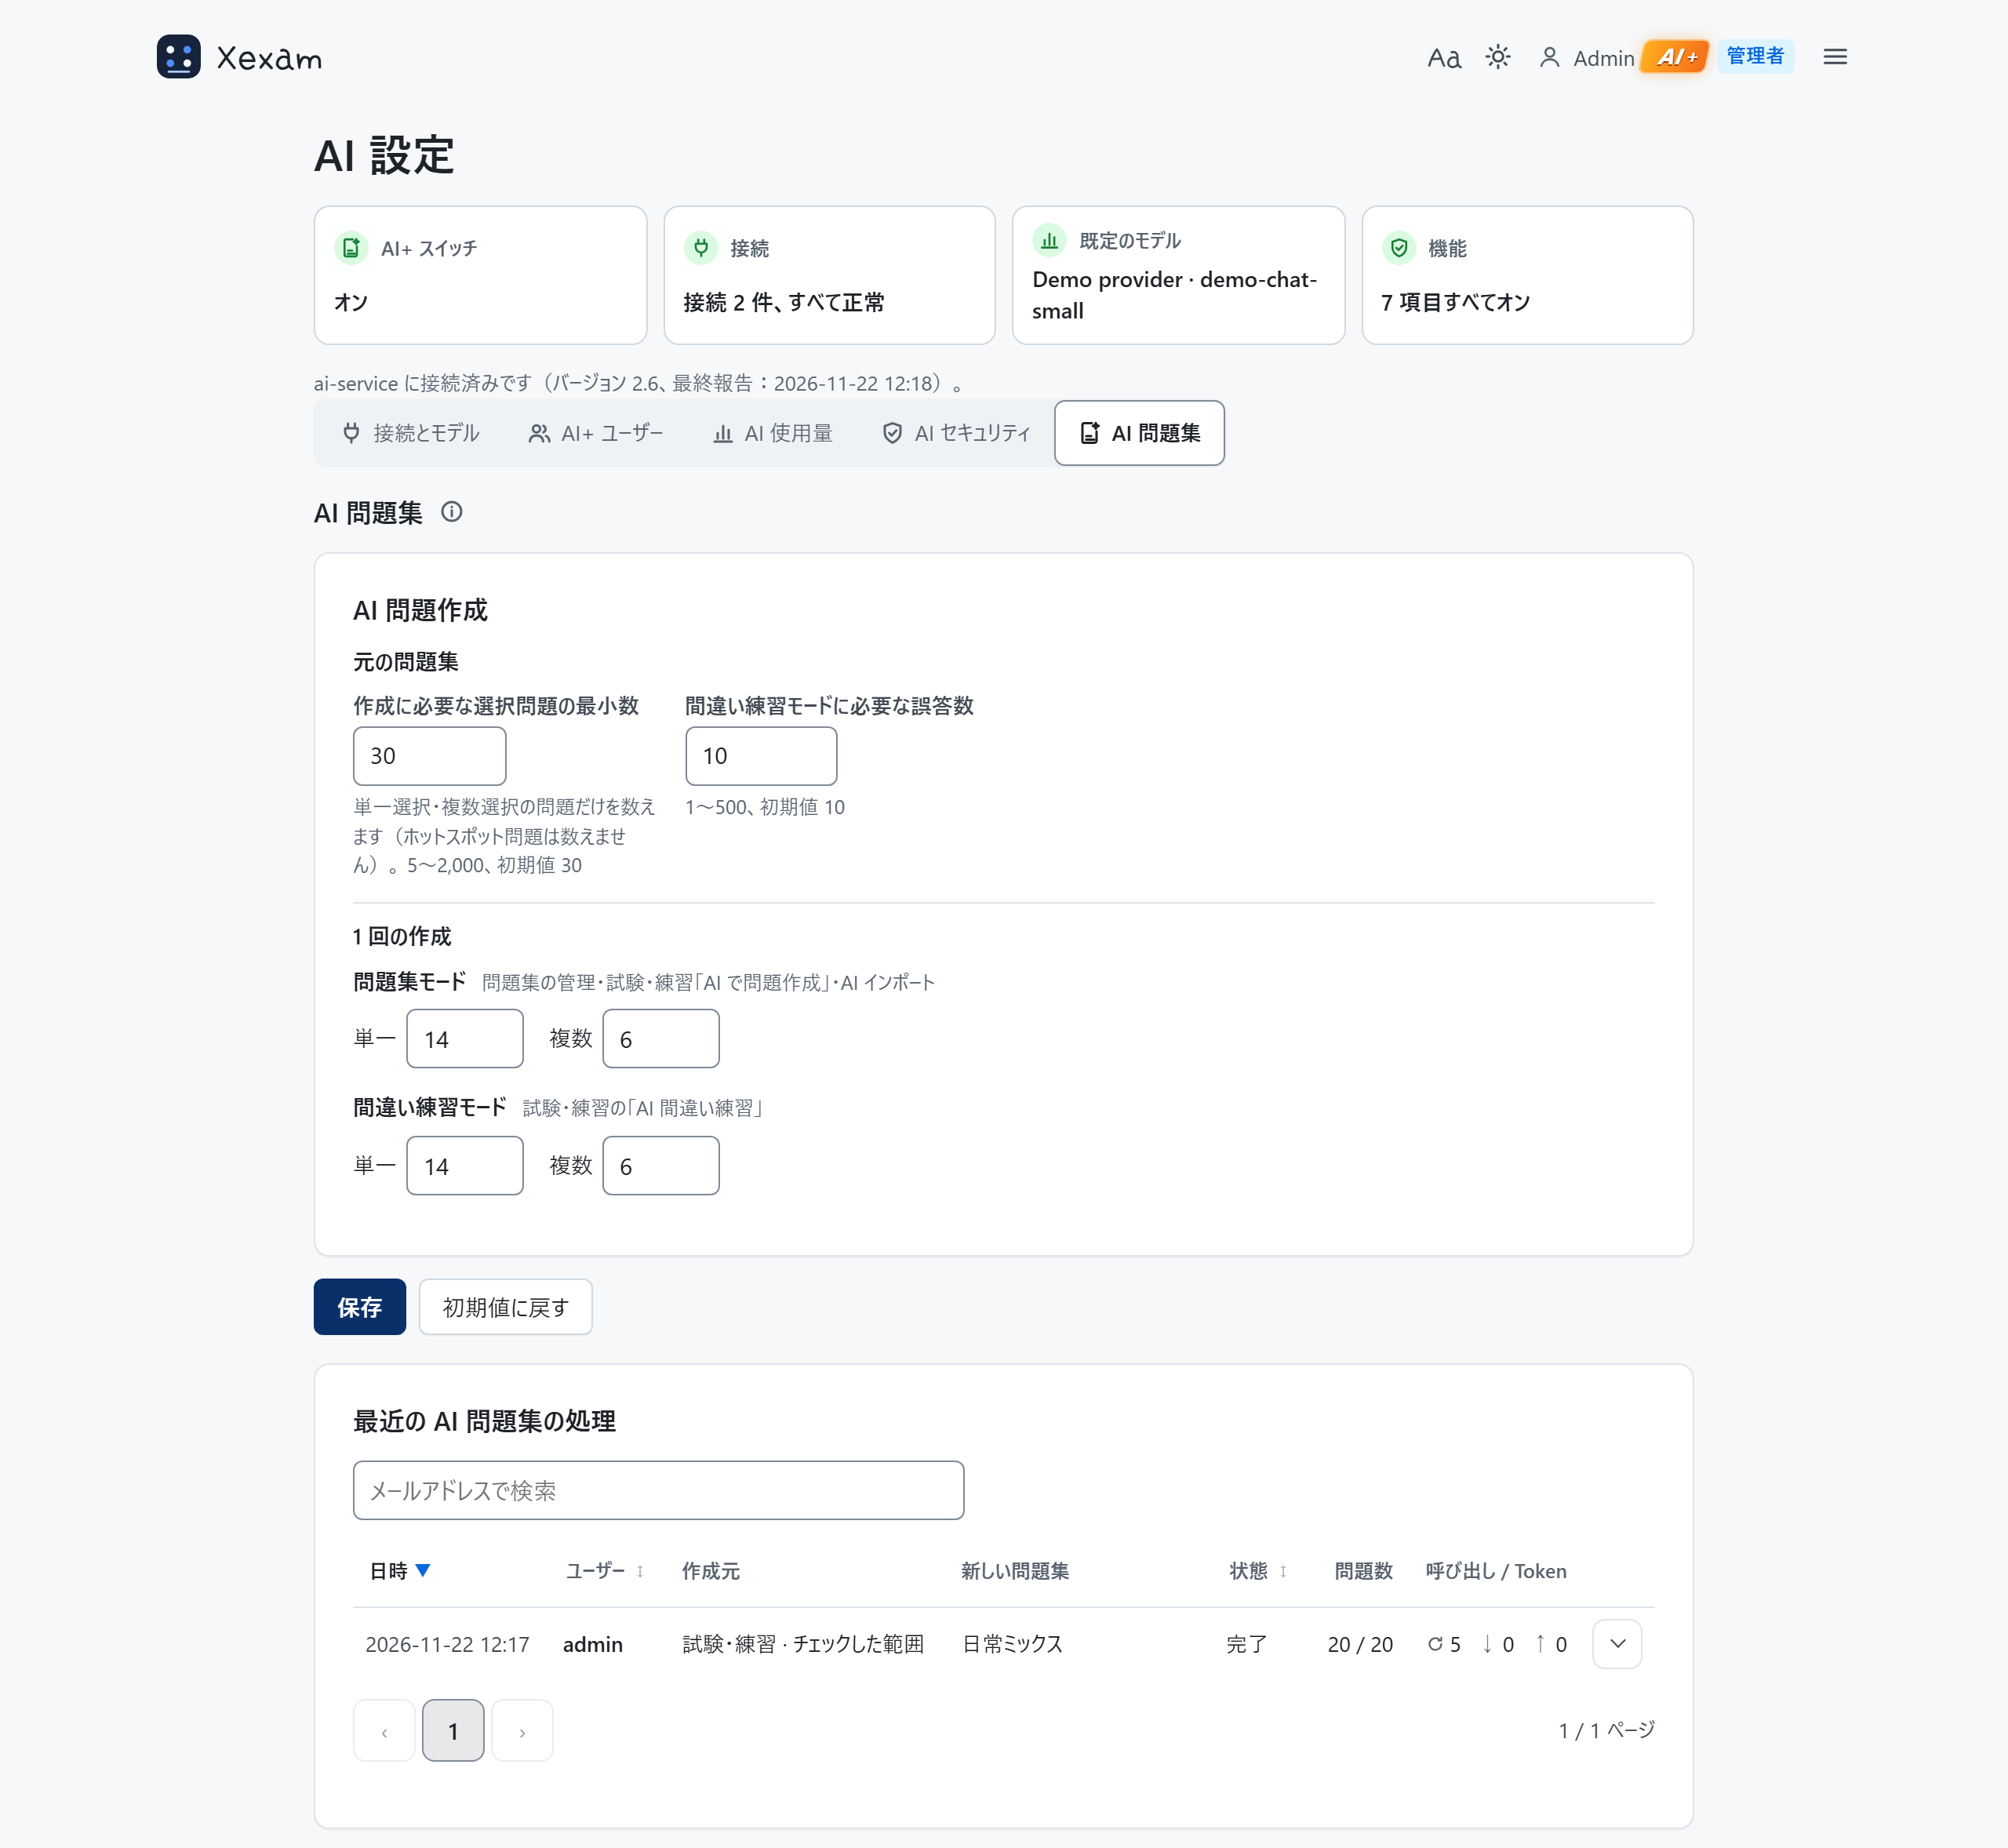 Xexam
Aa Admin AI+ 管理者
AI 設定
AI+ スイッチ
オン
接続
接続 2 件、すべて正常
既定のモデル
Demo provider · demo-chat-
small
機能
7 項目すべてオン
ai-service に接続済みです（バージョン 2.6、最終報告：2026-11-22 12:18）。
接続とモデル AI+ ユーザー AI 使用量 AI セキュリティ AI 問題集
AI 問題集
AI 問題作成
元の問題集
作成に必要な選択問題の最小数
30
単一選択・複数選択の問題だけを数え
ます（ホットスポット問題は数えませ
ん）。5～2,000、初期値 30
間違い練習モードに必要な誤答数
10
1～500、初期値 10
1 回の作成
問題集モード 問題集の管理・試験・練習「AI で問題作成」・AI インポート
単一 14 複数 6
間違い練習モード 試験・練習の「AI 間違い練習」
単一 14 複数 6
保存 初期値に戻す
最近の AI 問題集の処理
メールアドレスで検索
日時 ▼ ユーザー ↕ 作成元 新しい問題集 状態 ↕ 問題数 呼び出し / Token
2026-11-22 12:17 admin 試験・練習 · チェックした範囲 日常ミックス 完了 20 / 20 5 ↓ 0 ↑ 0
‹ 1 › 1 / 1 ページ